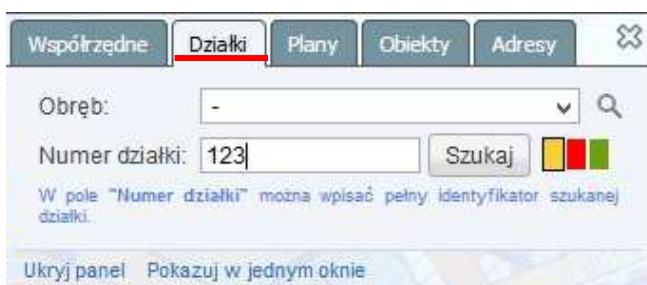 Współrzędne Działki Plany Obiekty Adresy
Obręb: -
Numer działki: 123 Szukaj
W pole "Numer działki" można wpisać pełny identyfikator szukanej
działki.
Ukryj panel Pokazuj w jednym oknie